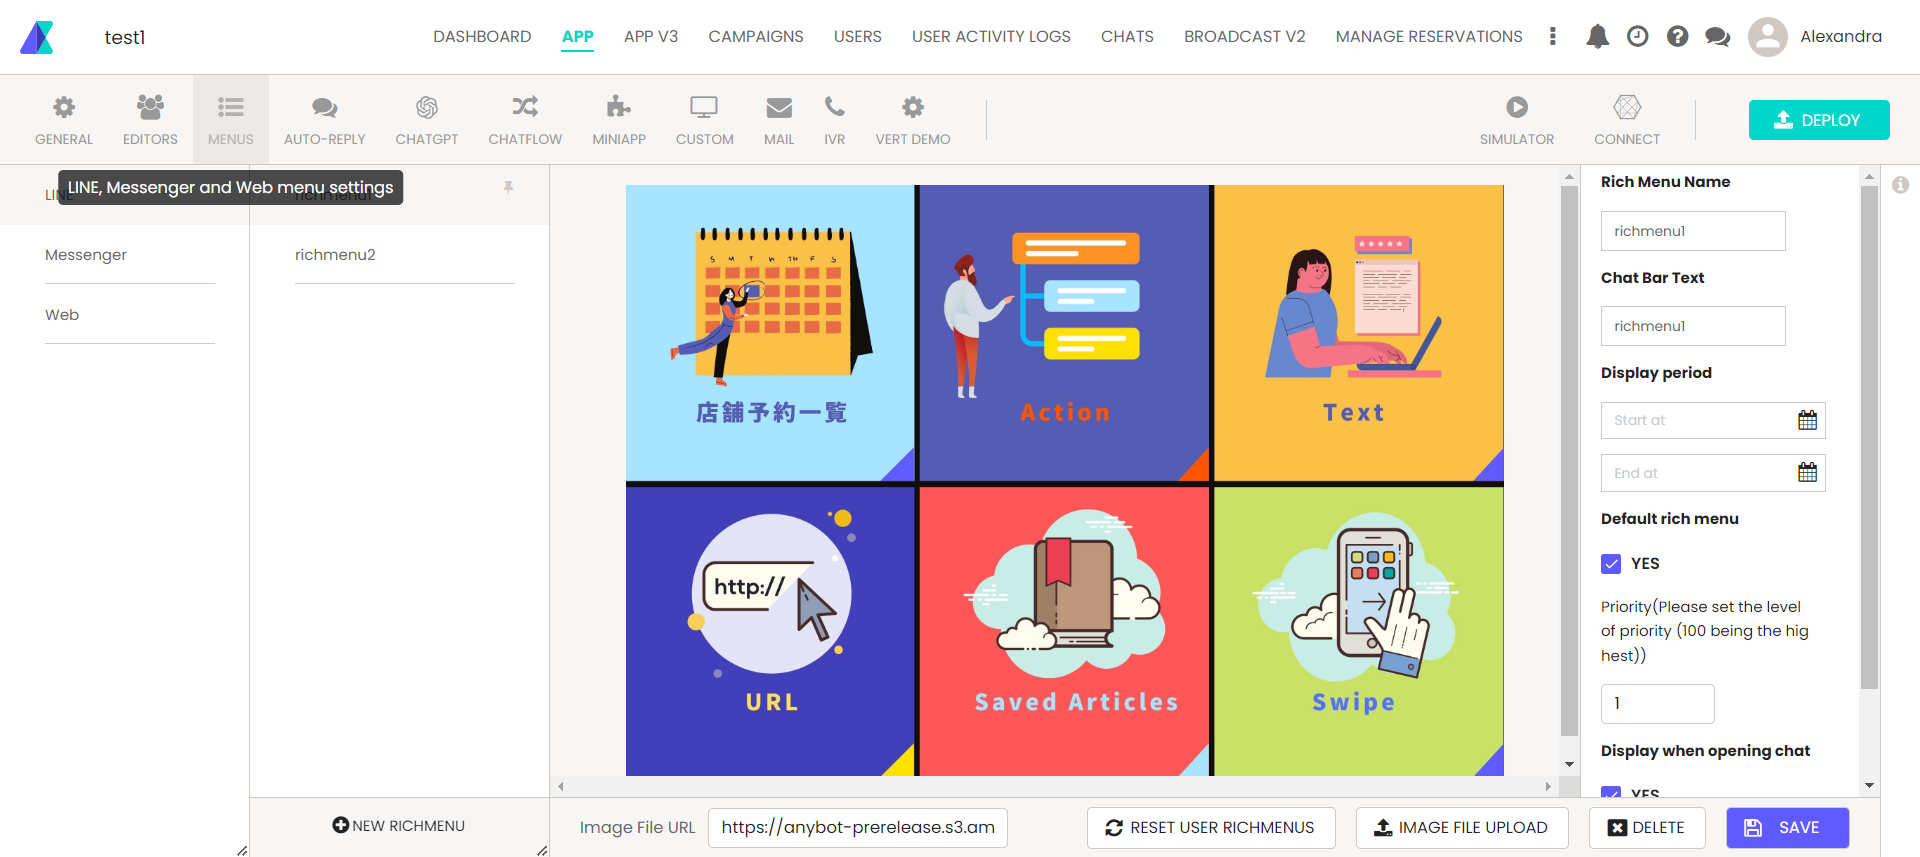 test1
DASHBOARD
APP
APP V3
CAMPAIGNS
USERS
USER ACTIVITY LOGS
CHATS
BROADCAST V2
MANAGE RESERVATIONS
Alexandra
GENERAL
EDITORS
MENUS
AUTO-REPLY
CHATGPT
CHATFLOW
MINIAPP
CUSTOM
MAIL
IVR
VERT DEMO
SIMULATOR
CONNECT
DEPLOY
LINE, Messenger and Web menu settings
LINE
richmenu1
Messenger
Web
richmenu2
NEW RICHMENU
S M T W TH F S
店舗予約一覧
Action
Text
http://
URL
Saved Articles
Swipe
Rich Menu Name
richmenu1
Chat Bar Text
richmenu1
Display period
Start at
End at
Default rich menu
YES
Priority(Please set the level
of priority (100 being the hig
hest))
1
Display when opening chat
YES
Image File URL
https://anybot-prerelease.s3.am
RESET USER RICHMENUS
IMAGE FILE UPLOAD
DELETE
SAVE